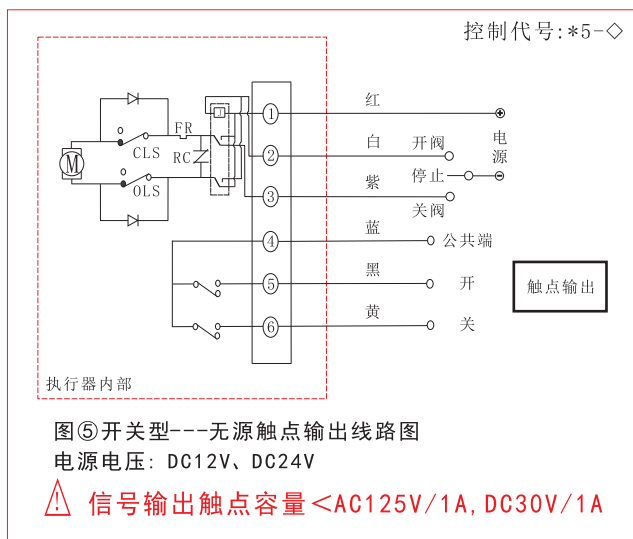 控制代号:*5-◇
J
① 红 ⊕
FR
白 开阀 电源
CLS
M RC ②
停止 ⊖
OLS ③ 紫
关阀
④ 蓝 公共端
⑤ 黑 开 触点输出
⑥ 黄 关
执行器内部
图⑤开关型---无源触点输出线路图
电源电压: DC12V、DC24V
! 信号输出触点容量<AC125V/1A,DC30V/1A